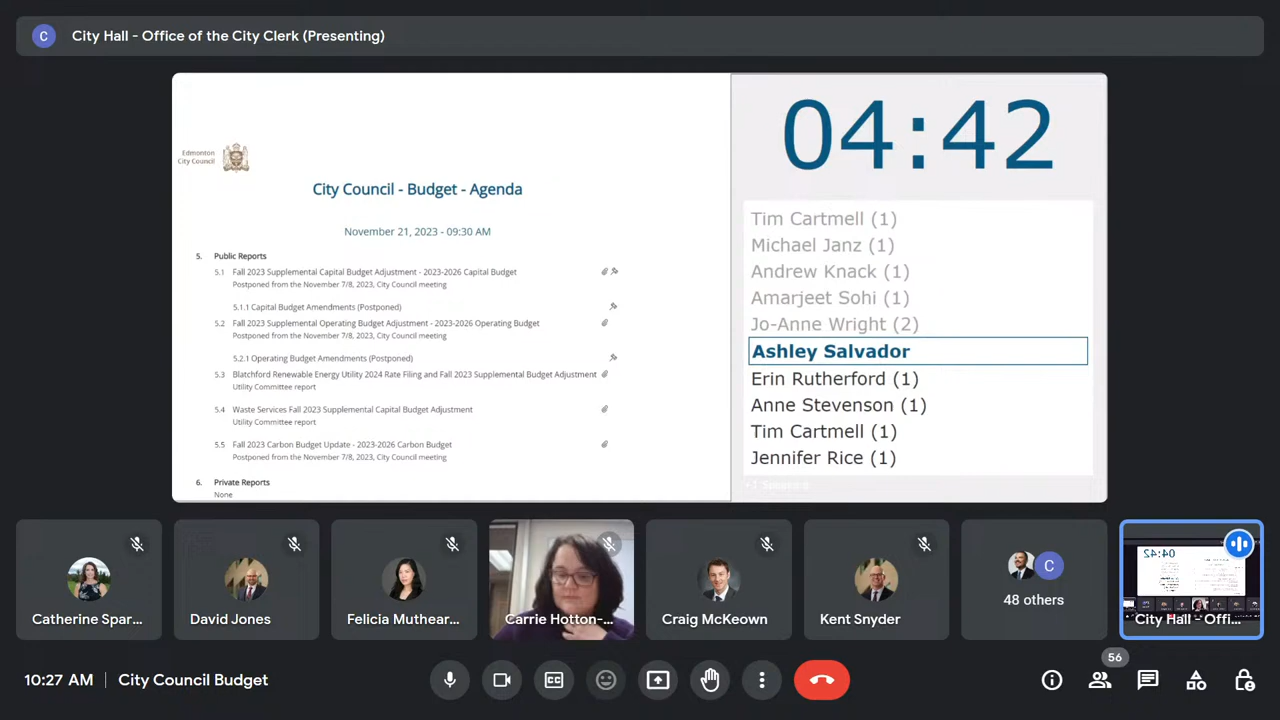 C
City Hall - Office of the City Clerk (Presenting)
Edmonton
City Council
City Council - Budget - Agenda
November 21, 2023 - 09:30 AM
5. Public Reports
5.1 Fall 2023 Supplemental Capital Budget Adjustment - 2023-2026 Capital Budget
Postponed from the November 7/8, 2023, City Council meeting
5.1.1 Capital Budget Amendments (Postponed)
5.2 Fall 2023 Supplemental Operating Budget Adjustment - 2023-2026 Operating Budget
Postponed from the November 7/8, 2023, City Council meeting
5.2.1 Operating Budget Amendments (Postponed)
5.3 Blatchford Renewable Energy Utility 2024 Rate Filing and Fall 2023 Supplemental Budget Adjustment
Utility Committee report
5.4 Waste Services Fall 2023 Supplemental Capital Budget Adjustment
Utility Committee report
5.5 Fall 2023 Carbon Budget Update - 2023-2026 Carbon Budget
Postponed from the November 7/8, 2023, City Council meeting
6. Private Reports
None
04:42
Tim Cartmell (1)
Michael Janz (1)
Andrew Knack (1)
Amarjeet Sohi (1)
Jo-Anne Wright (2)
Ashley Salvador
Erin Rutherford (1)
Anne Stevenson (1)
Tim Cartmell (1)
Jennifer Rice (1)
Catherine Spar...
David Jones
Felicia Muthear...
Carrie Hotton-...
Craig McKeown
Kent Snyder
C
48 others
04:42
City Hall - Offi...
10:27 AM | City Council Budget
CC
56